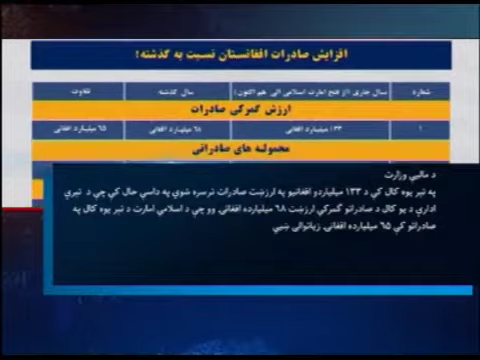 افزایش صادرات افغانستان نسبت به گذشته!
شماره سال جاری (از فتح امارت اسلامی الی هم اکنون) سال گذشته تفاوت
ارزش گمرکی صادرات
۱ ۱۳۳ میلیارد افغانی ۶۸ میلیارد افغانی ۶۵ میلیارد افغانی
محموله های صادراتی
د مالیې وزارت
په تېر یوه کال کې د ۱۳۳ میلیاردو افغانیو په ارزښت صادرات ترسره شوي په داسې حال کې چې د تېرې
ادارې د یو کال د صادراتو ګمرکي ارزښت ۶۸ میلیارده افغانۍ وو چې د اسلامي امارت د تېر یوه کال په
صادراتو کې ۶۵ میلیارده افغانۍ زیاتوالی ښيي